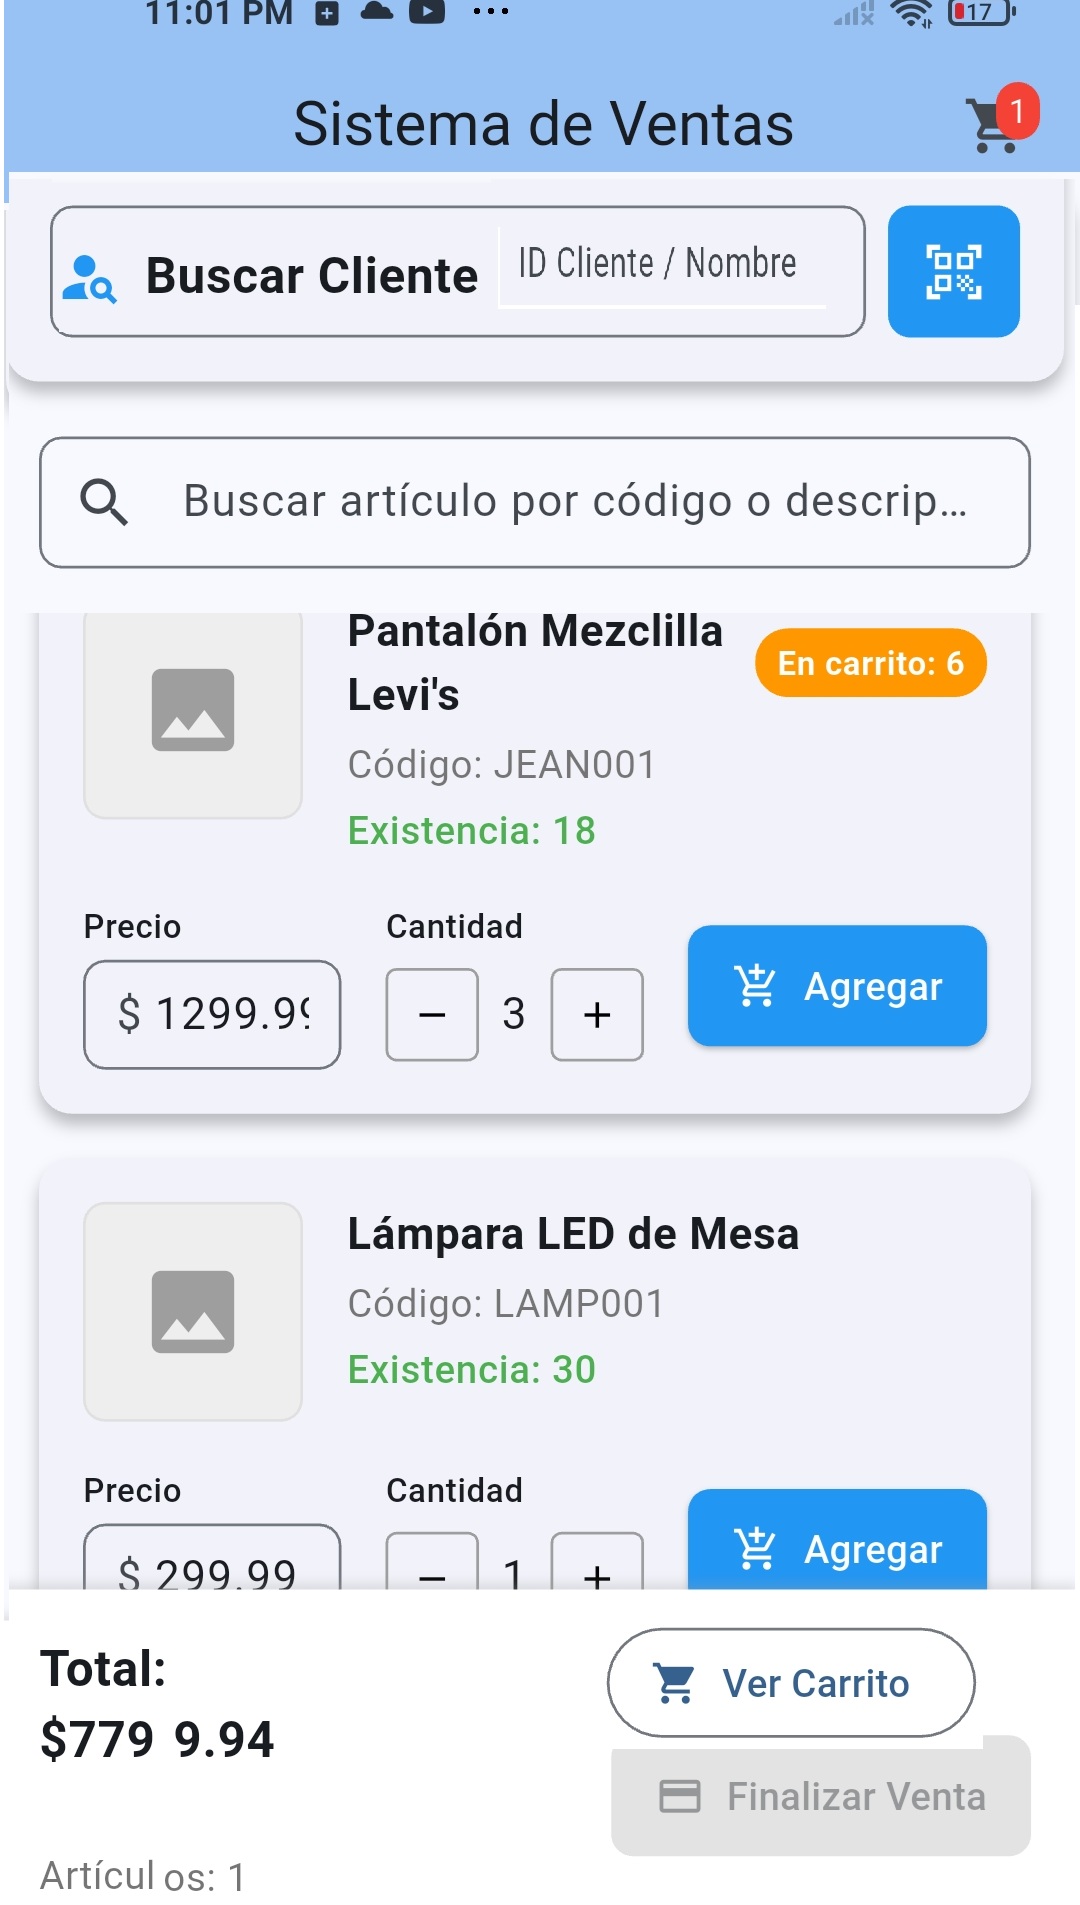 11:01 PM 17
Sistema de Ventas 1
Buscar Cliente ID Cliente / Nombre
Buscar artículo por código o descrip...
Pantalón Mezclilla
Levi's
En carrito: 6
Código: JEAN001
Existencia: 18
Precio Cantidad
$ 1299.99 − 3 + Agregar
Lámpara LED de Mesa
Código: LAMP001
Existencia: 30
Precio Cantidad
$ 299.99 − 1 + Agregar
Total:
$779 9.94
Ver Carrito
Finalizar Venta
Artícul os: 1